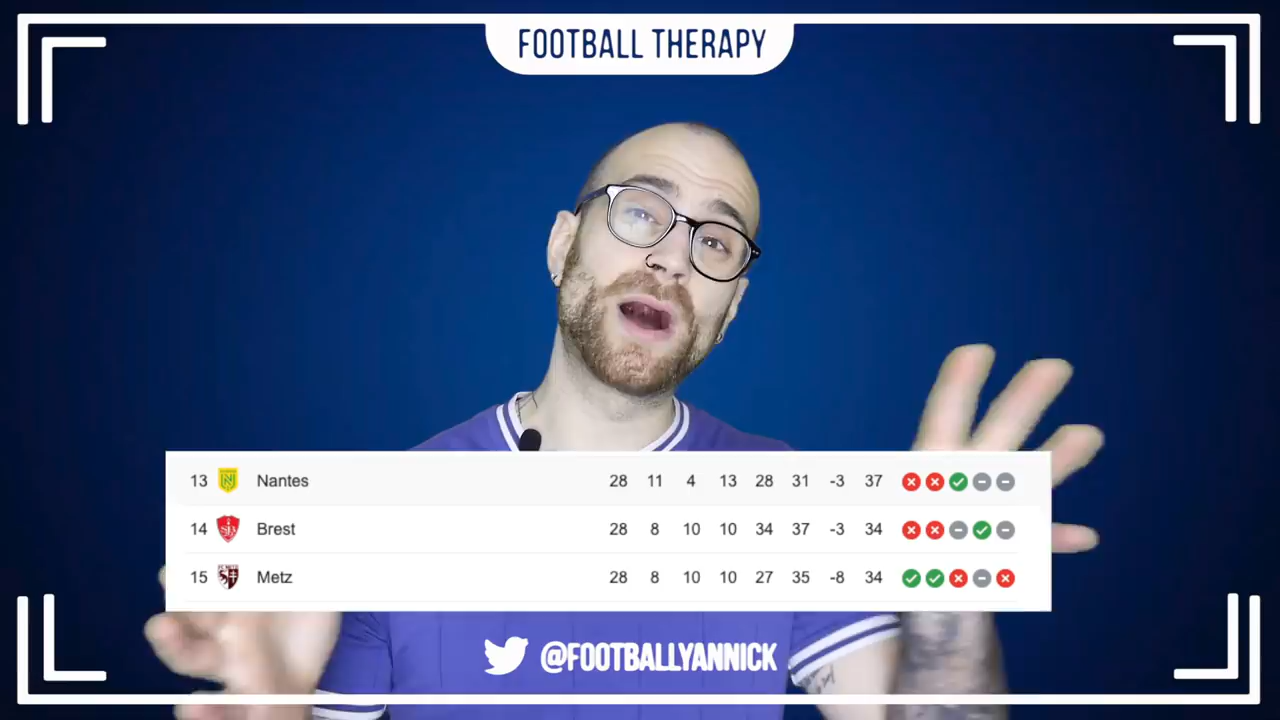 FOOTBALL THERAPY
13 Nantes 28 11 4 13 28 31 -3 37
14 Brest 28 8 10 10 34 37 -3 34
15 Metz 28 8 10 10 27 35 -8 34
@FOOTBALLYANNICK